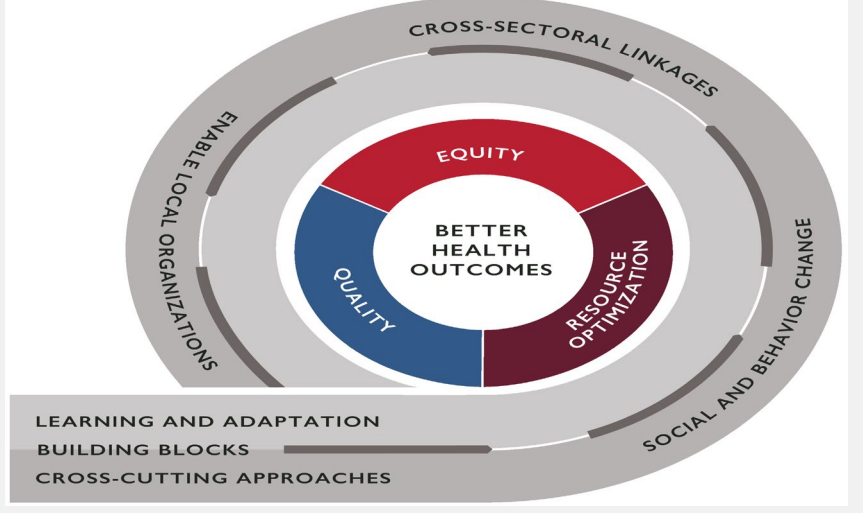 CROSS-SECTORAL LINKAGES
ENABLE LOCAL ORGANIZATIONS
EQUITY
BETTER
HEALTH
OUTCOMES
QUALITY
RESOURCE
OPTIMIZATION
SOCIAL AND BEHAVIOR CHANGE
LEARNING AND ADAPTATION
BUILDING BLOCKS
CROSS-CUTTING APPROACHES